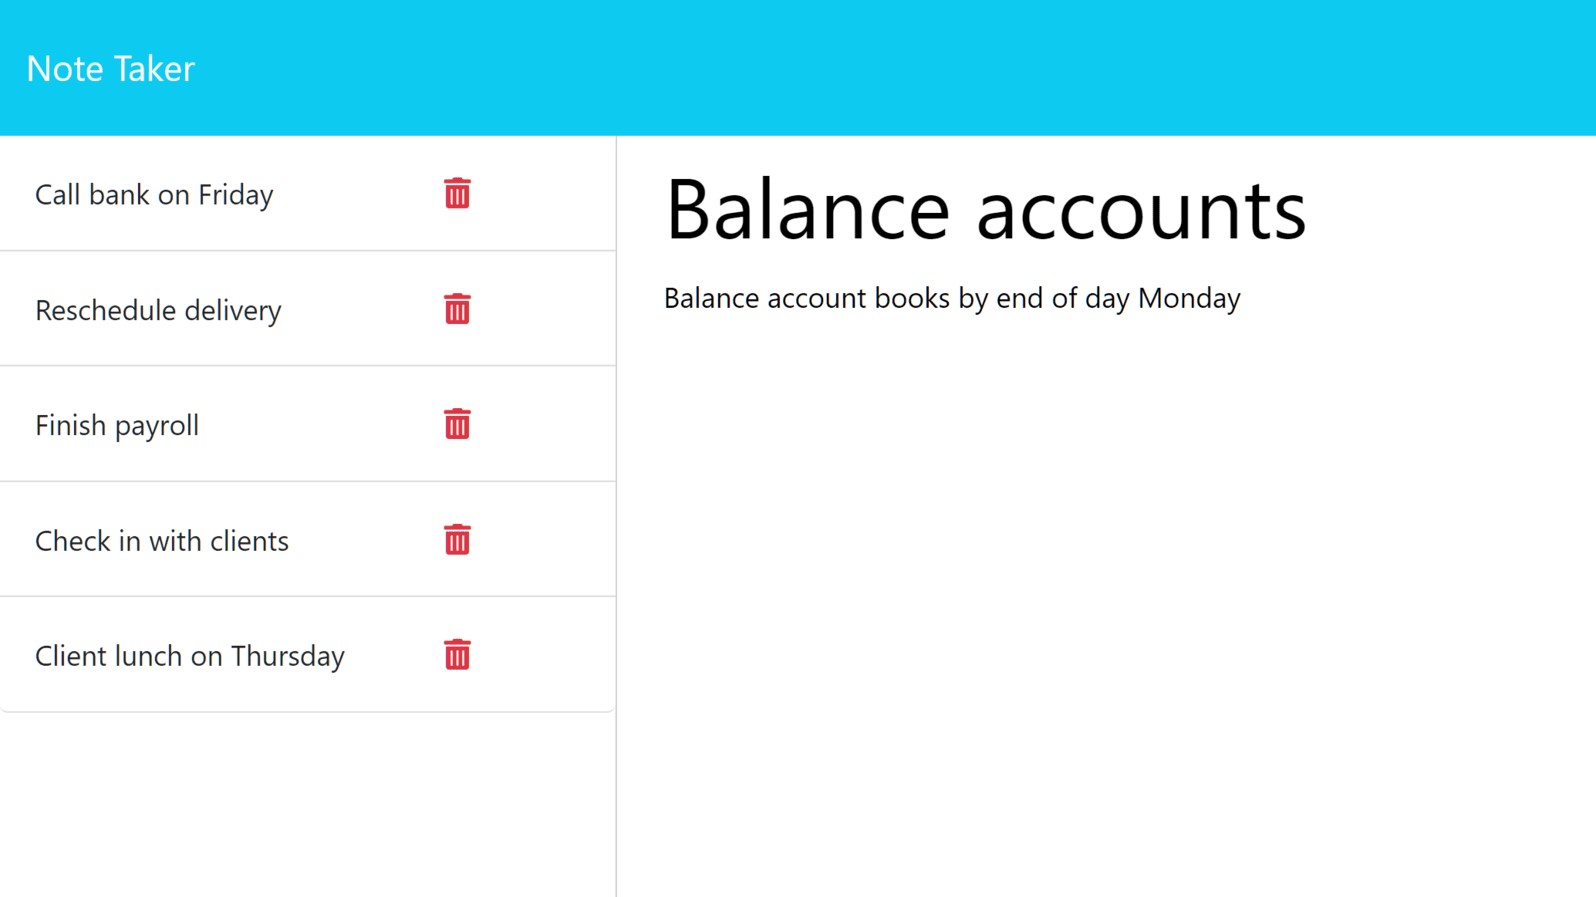 Note Taker
Call bank on Friday
Reschedule delivery
Finish payroll
Check in with clients
Client lunch on Thursday
Balance accounts
Balance account books by end of day Monday